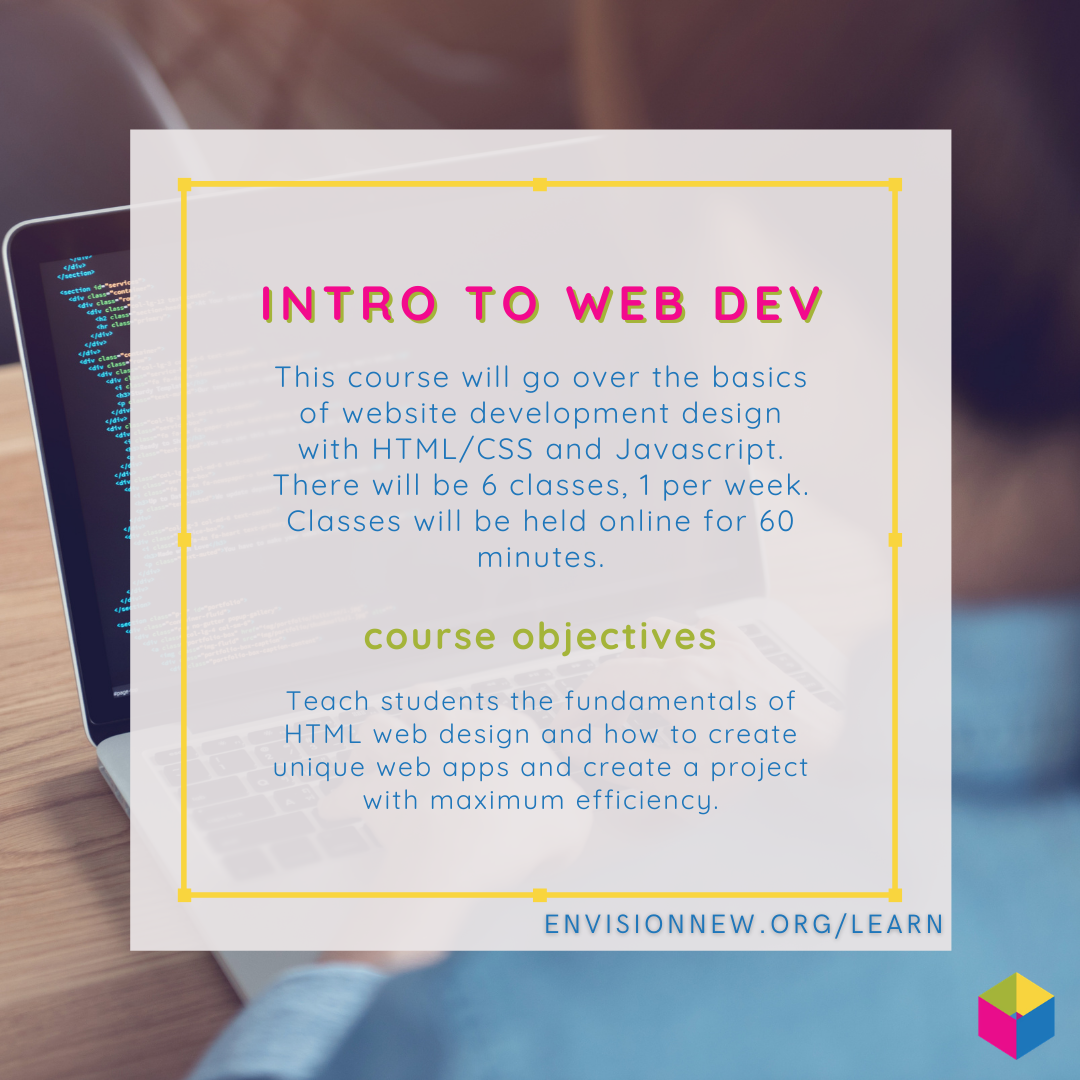 INTRO TO WEB DEV
This course will go over the basics
of website development design
with HTML/CSS and Javascript.
There will be 6 classes, 1 per week.
Classes will be held online for 60
minutes.
course objectives
Teach students the fundamentals of
HTML web design and how to create
unique web apps and create a project
with maximum efficiency.
ENVISIONNEW.ORG/LEARN